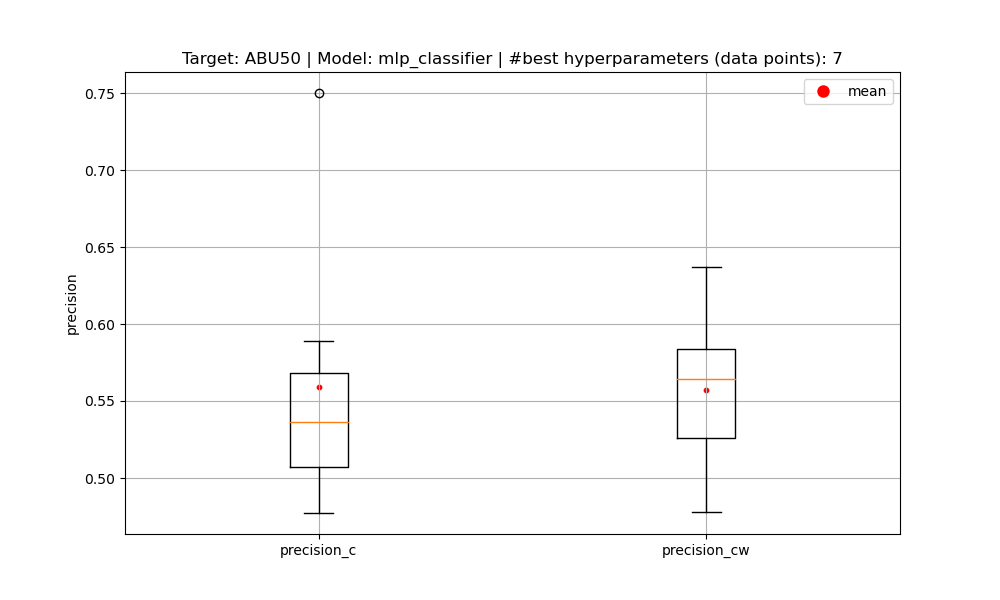 Target: ABU50 | Model: mlp_classifier | #best hyperparameters (data points): 7
mean
0.75
0.70
0.65
0.60
0.55
0.50
precision
precision_c
precision_cw